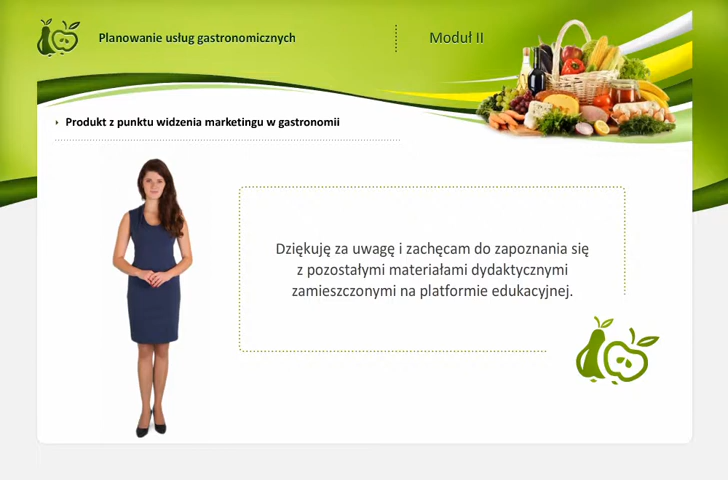 Planowanie usług gastronomicznych
Moduł II
Produkt z punktu widzenia marketingu w gastronomii
Dziękuję za uwagę i zachęcam do zapoznania się
z pozostałymi materiałami dydaktycznymi
zamieszczonymi na platformie edukacyjnej.